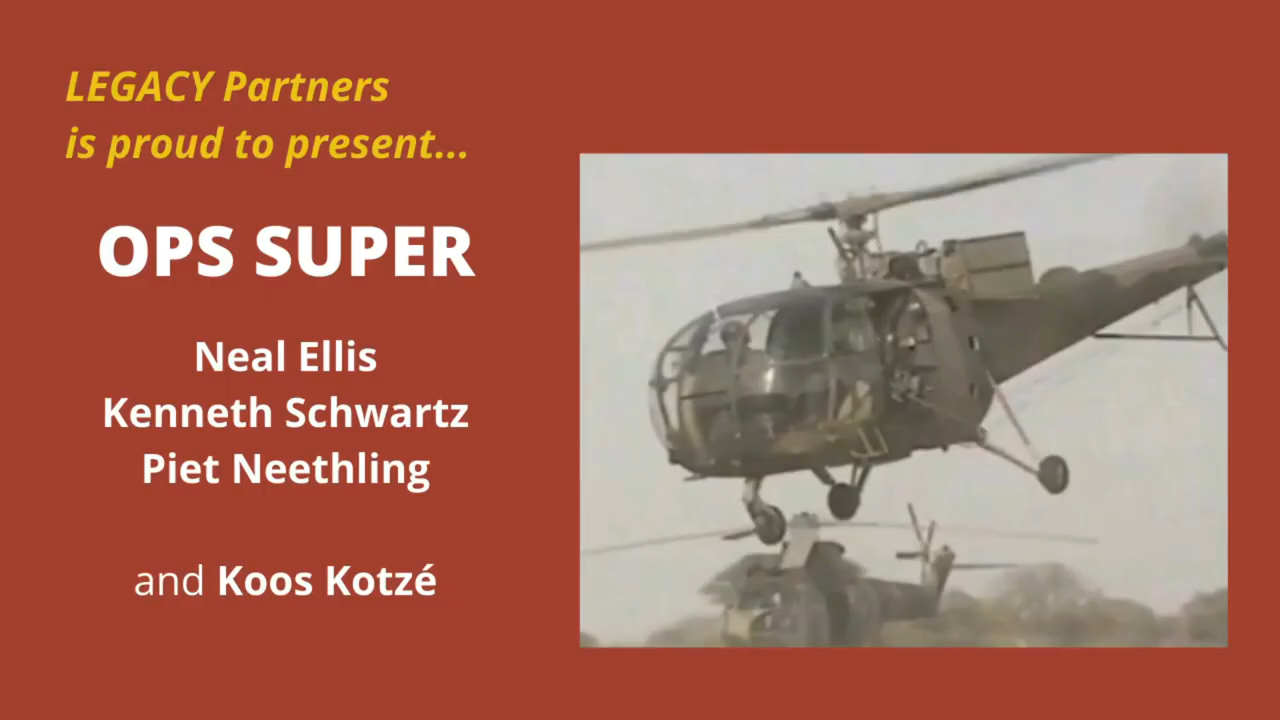 LEGACY Partners
is proud to present...
OPS SUPER
Neal Ellis
Kenneth Schwartz
Piet Neethling
and Koos Kotzé